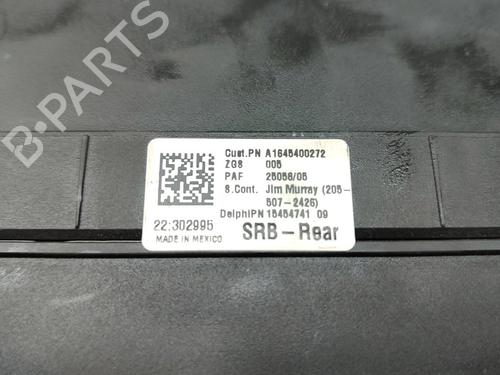 B-Parts
Cust.PN A1645400272
ZGS 005
PAF 25056/05
S.Cont. Jim Murray (205-
507-2426)
DelphiPN 15454741 09
22:302995
MADE IN MEXICO
SRB-Rear